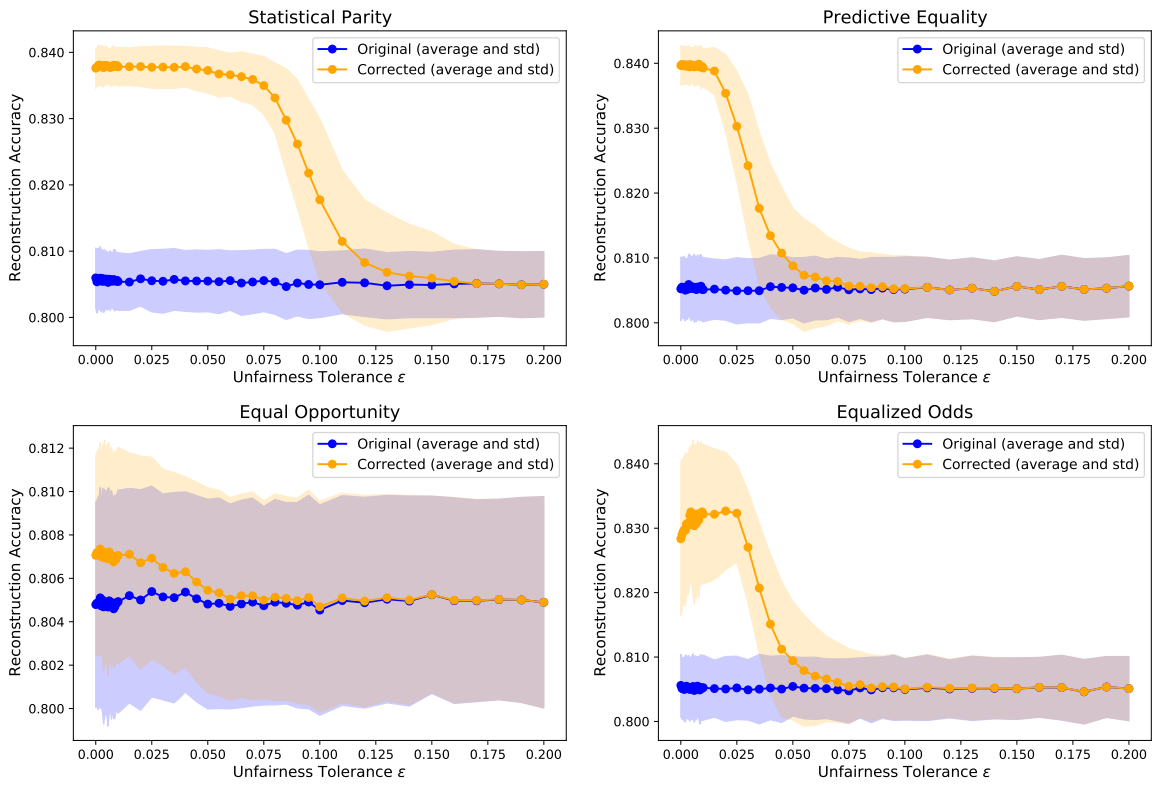 Statistical Parity
Reconstruction Accuracy
0.840
0.830
0.820
0.810
0.800
Original (average and std)
Corrected (average and std)
0.000 0.025 0.050 0.075 0.100 0.125 0.150 0.175 0.200
Unfairness Tolerance ε
Predictive Equality
Reconstruction Accuracy
0.840
0.830
0.820
0.810
0.800
Original (average and std)
Corrected (average and std)
0.000 0.025 0.050 0.075 0.100 0.125 0.150 0.175 0.200
Unfairness Tolerance ε
Equal Opportunity
Reconstruction Accuracy
0.812
0.810
0.808
0.806
0.804
0.802
0.800
Original (average and std)
Corrected (average and std)
0.000 0.025 0.050 0.075 0.100 0.125 0.150 0.175 0.200
Unfairness Tolerance ε
Equalized Odds
Reconstruction Accuracy
0.840
0.830
0.820
0.810
0.800
Original (average and std)
Corrected (average and std)
0.000 0.025 0.050 0.075 0.100 0.125 0.150 0.175 0.200
Unfairness Tolerance ε